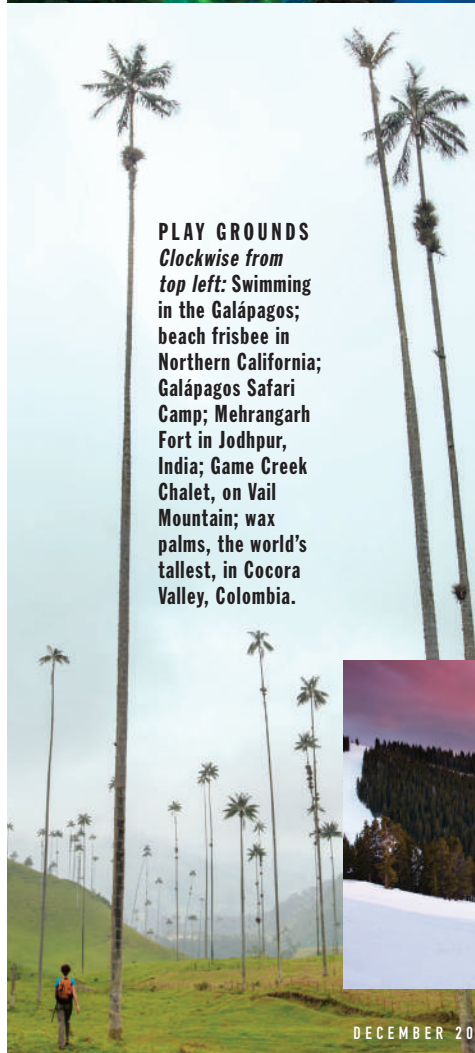 PLAY GROUNDS
Clockwise from
top left: Swimming
in the Galápagos;
beach frisbee in
Northern California;
Galápagos Safari
Camp; Mehrangarh
Fort in Jodhpur,
India; Game Creek
Chalet, on Vail
Mountain; wax
palms, the world’s
tallest, in Cocora
Valley, Colombia.
DECEMBER 20